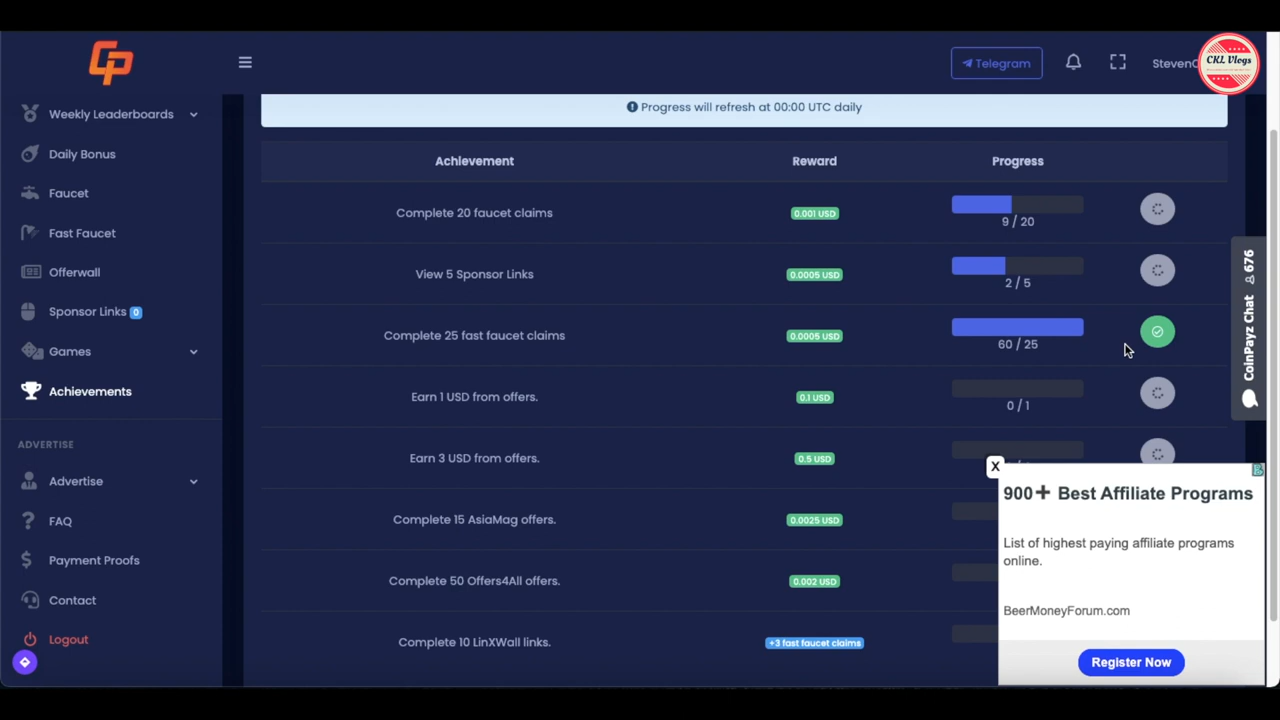 CP
Telegram
StevenC
CKL Vlogs
Weekly Leaderboards
Daily Bonus
Faucet
Fast Faucet
Offerwall
Sponsor Links 0
Games
Achievements
ADVERTISE
Advertise
FAQ
Payment Proofs
Contact
Logout
Progress will refresh at 00:00 UTC daily
Achievement Reward Progress
Complete 20 faucet claims 0.001 USD 9 / 20
View 5 Sponsor Links 0.0005 USD 2 / 5
Complete 25 fast faucet claims 0.0005 USD 60 / 25
Earn 1 USD from offers. 0.1 USD 0 / 1
Earn 3 USD from offers. 0.5 USD
Complete 15 AsiaMag offers. 0.0025 USD
Complete 50 Offers4All offers. 0.002 USD
Complete 10 LinXWall links. +3 fast faucet claims
CoinPayz Chat 676
X
900+ Best Affiliate Programs
List of highest paying affiliate programs
online.
BeerMoneyForum.com
Register Now